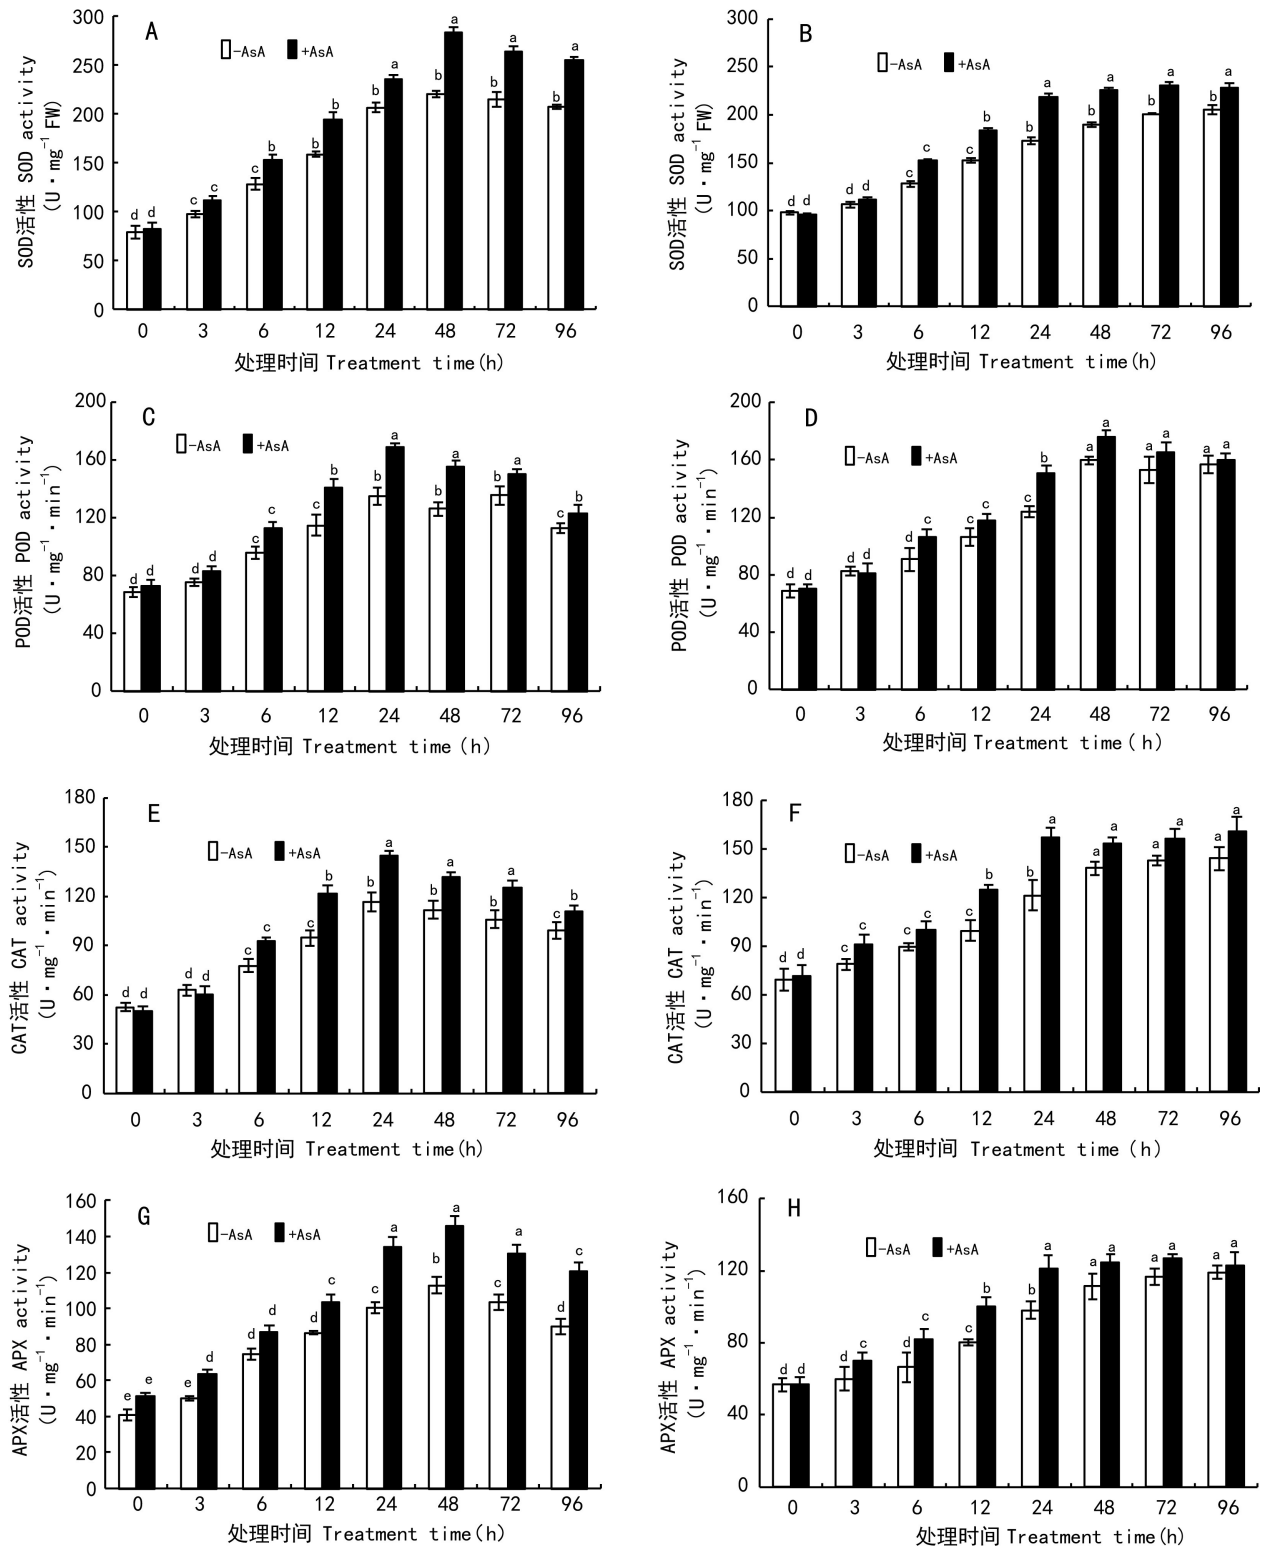 A
−AsA +AsA
SOD活性 SOD activity
(U·mg⁻¹ FW)
300
250
200
150
100
50
0
d d c c c b b b b a b a b a b a
0 3 6 12 24 48 72 96
处理时间 Treatment time(h)
B
−AsA +AsA
SOD活性 SOD activity
(U·mg⁻¹ FW)
300
250
200
150
100
50
0
d d d d c c c b b a b a b a b a
0 3 6 12 24 48 72 96
处理时间 Treatment time(h)
C
−AsA +AsA
POD活性 POD activity
(U·mg⁻¹·min⁻¹)
200
160
120
80
40
0
d d d d c c c b b a b a b a c b
0 3 6 12 24 48 72 96
处理时间 Treatment time(h)
D
−AsA +AsA
POD活性 POD activity
(U·mg⁻¹·min⁻¹)
200
160
120
80
40
0
d d d d d c c c c b a a a a a a
0 3 6 12 24 48 72 96
处理时间 Treatment time(h)
E
−AsA +AsA
CAT活性 CAT activity
(U·mg⁻¹·min⁻¹)
180
150
120
90
60
30
0
d d d d c c c b b a b a b a c b
0 3 6 12 24 48 72 96
处理时间 Treatment time(h)
F
−AsA +AsA
CAT活性 CAT activity
(U·mg⁻¹·min⁻¹)
180
150
120
90
60
30
0
d d c c c c c b b a a a a a a a
0 3 6 12 24 48 72 96
处理时间 Treatment time(h)
G
−AsA +AsA
APX活性 APX activity
(U·mg⁻¹·min⁻¹)
160
140
120
100
80
60
40
20
0
e e e d d d d c c a b a c a d c
0 3 6 12 24 48 72 96
处理时间 Treatment time(h)
H
−AsA +AsA
APX活性 APX activity
(U·mg⁻¹·min⁻¹)
160
120
80
40
0
d d d c d c c b b a a a a a a a
0 3 6 12 24 48 72 96
处理时间 Treatment time(h)